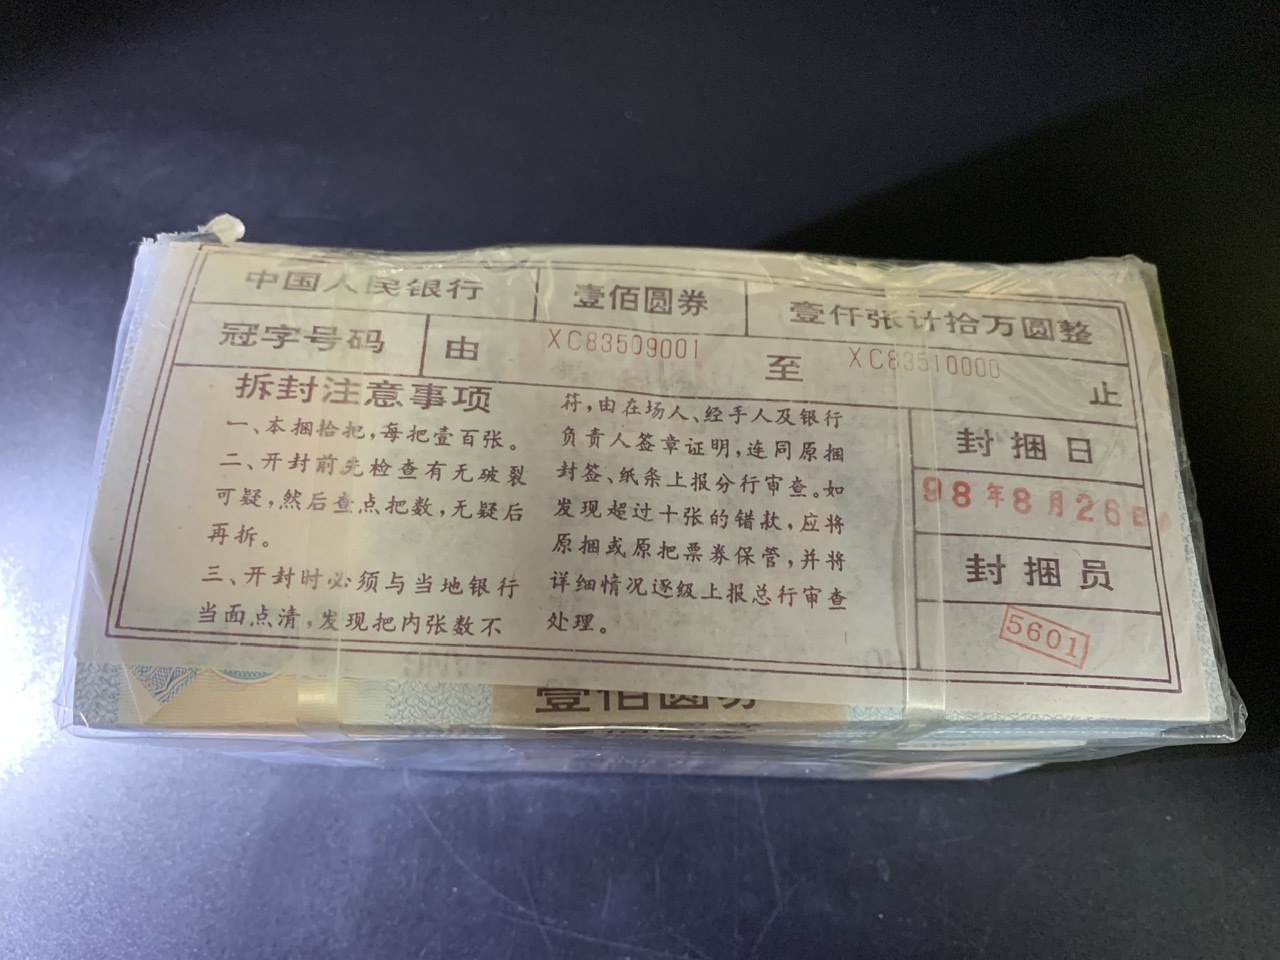 中国人民银行 壹佰圆券 壹仟张计拾万圆整
冠字号码 由 XC83509001 至 XC83510000 止
拆封注意事项
一、本捆拾把,每把壹百张。
二、开封前先检查有无破裂
可疑,然后查点把数,无疑后
再拆。
三、开封时必须与当地银行
当面点清,发现把内张数不
符,由在场人、经手人及银行
负责人签章证明,连同原捆
封签、纸条上报分行审查。如
发现超过十张的错款,应将
原捆或原把票券保管,并将
详细情况逐级上报总行审查
处理。
封捆日
98年8月26日
封捆员
5601
壹佰圆券